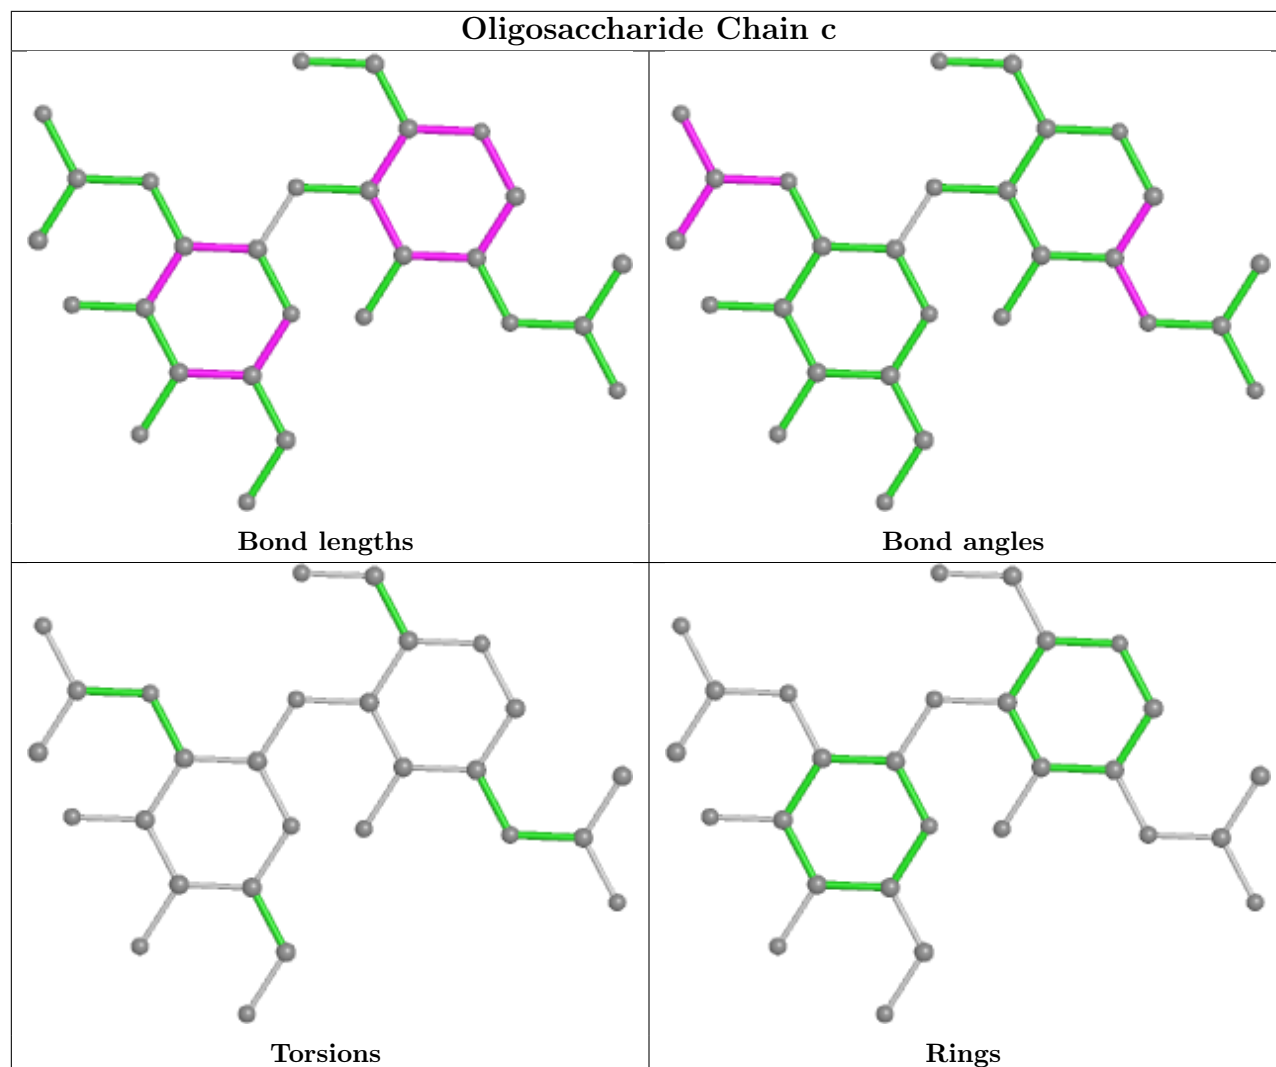 Oligosaccharide Chain c
Bond lengths
Bond angles
Torsions
Rings